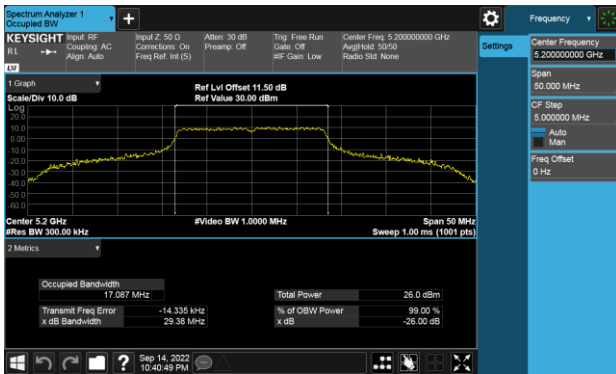 Spectrum Analyzer 1
Occupied BW
+
Frequency
KEYSIGHT
RL
Input: RF
Coupling: AC
Align: Auto
Input Z: 50 Ω
Corrections: On
Freq Ref: Int (S)
Atten: 30 dB
Preamp: Off
Trig: Free Run
Gate: Off
#IF Gain: Low
Center Freq: 5.200000000 GHz
Avg|Hold: 50/50
Radio Std: None
LXI
Settings
Center Frequency
5.200000000 GHz
Span
50.000 MHz
CF Step
5.000000 MHz
Auto
Man
Freq Offset
0 Hz
1 Graph
Scale/Div 10.0 dB
Ref Lvl Offset 11.50 dB
Ref Value 30.00 dBm
Log
20.0
10.0
0.00
-10.0
-20.0
-30.0
-40.0
-50.0
-60.0
Center 5.2 GHz
#Res BW 300.00 kHz
#Video BW 1.0000 MHz
Span 50 MHz
Sweep 1.00 ms (1001 pts)
2 Metrics
Occupied Bandwidth
17.087 MHz
Transmit Freq Error -14.335 kHz
x dB Bandwidth 29.38 MHz
Total Power 26.0 dBm
% of OBW Power 99.00 %
x dB -26.00 dB
?
Sep 14, 2022
10:40:49 PM